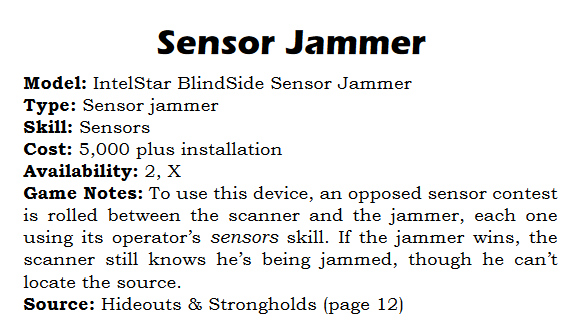 Sensor Jammer
Model: IntelStar BlindSide Sensor Jammer
Type: Sensor jammer
Skill: Sensors
Cost: 5,000 plus installation
Availability: 2, X
Game Notes: To use this device, an opposed sensor contest
is rolled between the scanner and the jammer, each one
using its operator’s sensors skill. If the jammer wins, the
scanner still knows he’s being jammed, though he can’t
locate the source.
Source: Hideouts & Strongholds (page 12)